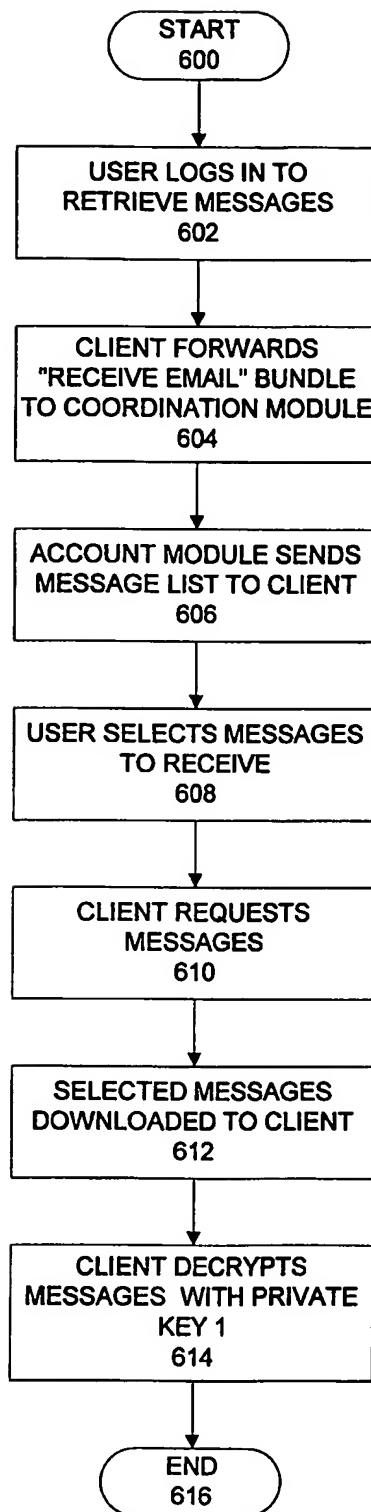 START
600
USER LOGS IN TO
RETRIEVE MESSAGES
602
CLIENT FORWARDS
"RECEIVE EMAIL" BUNDLE
TO COORDINATION MODULE
604
ACCOUNT MODULE SENDS
MESSAGE LIST TO CLIENT
606
USER SELECTS MESSAGES
TO RECEIVE
608
CLIENT REQUESTS
MESSAGES
610
SELECTED MESSAGES
DOWNLOADED TO CLIENT
612
CLIENT DECRYPTS
MESSAGES WITH PRIVATE
KEY 1
614
END
616